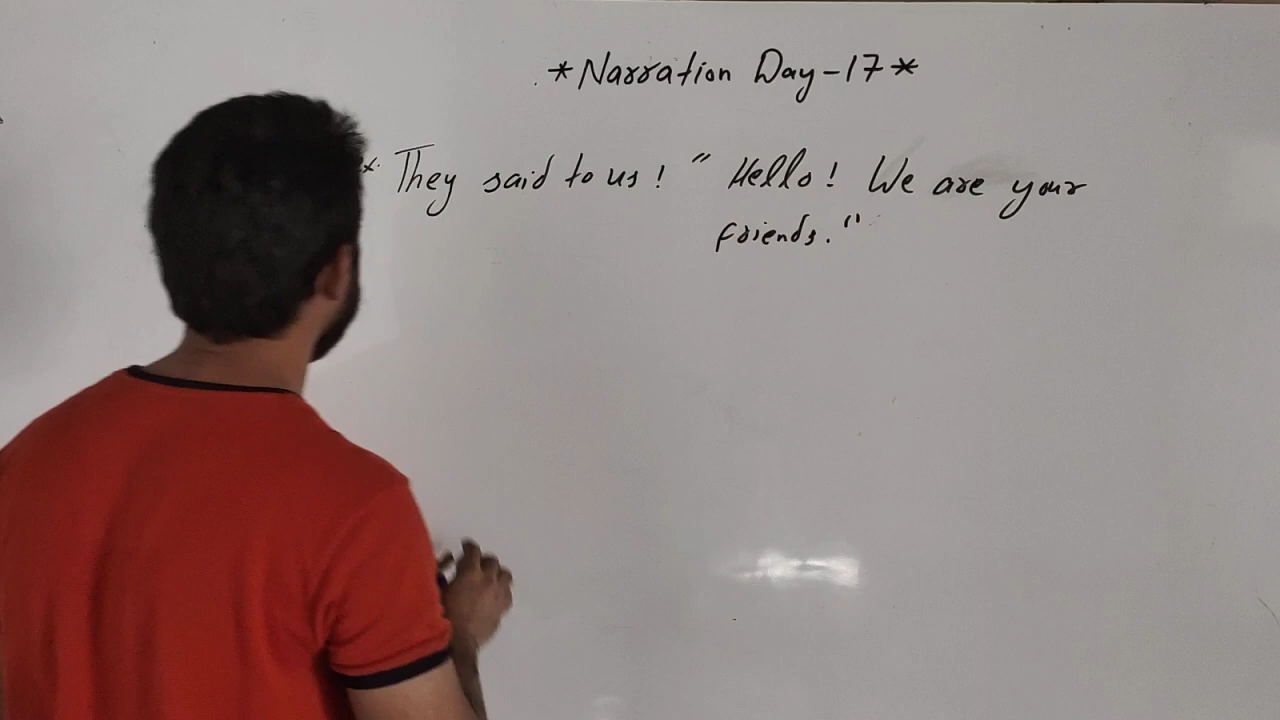 *Narration Day-17*
* They said to us! " Hello! We are your
friends."